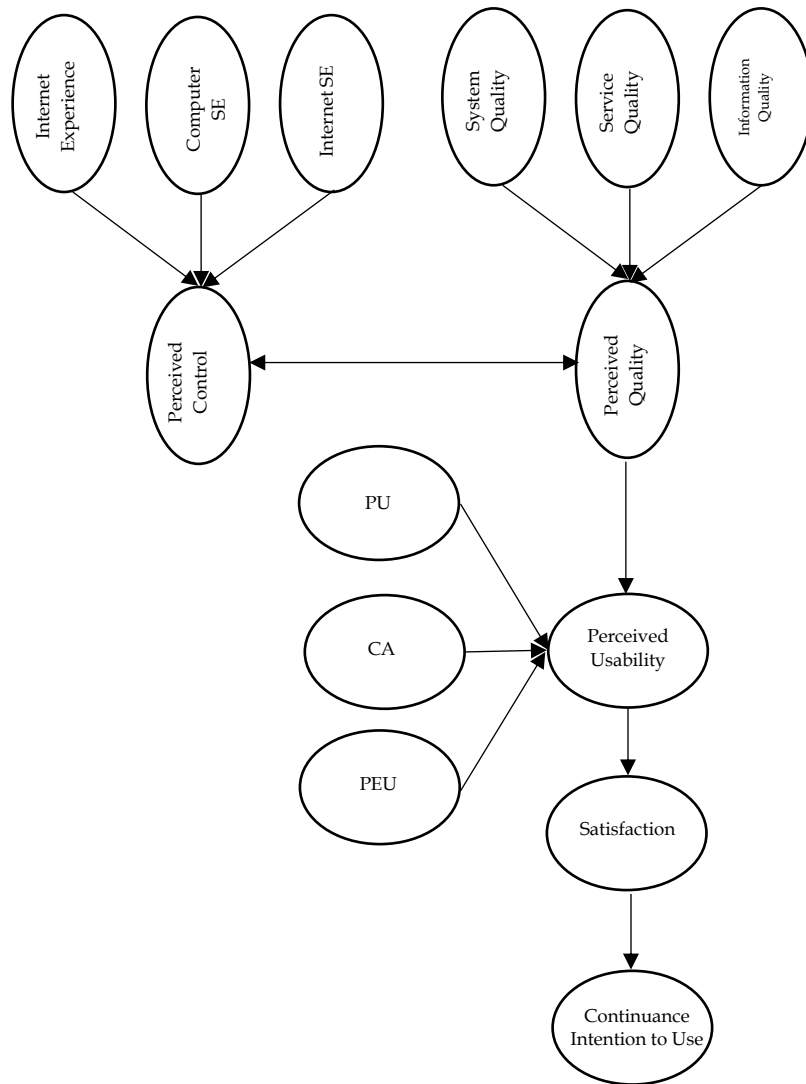 Internet
Experience
Computer
SE
Internet SE
System
Quality
Service
Quality
Information
Quality
Perceived
Control
Perceived
Quality
PU
CA
PEU
Perceived
Usability
Satisfaction
Continuance
Intention to Use